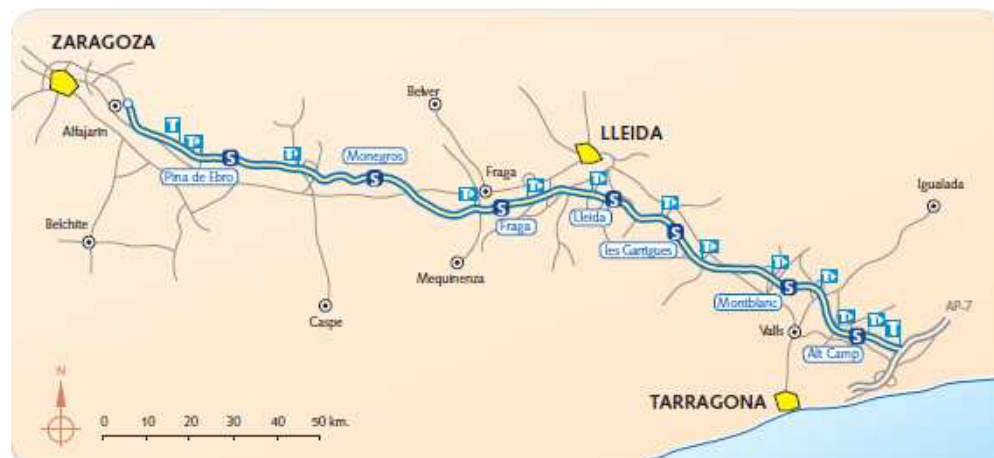 ZARAGOZA
Alfajarín
Pina de Ebro
Belchite
Monegros
Caspe
Belver
Fraga
Fraga
Mequinenza
LLEIDA
Lleida
les Garrigues
Igualada
Montblanc
Valls
Alt Camp
AP-7
TARRAGONA
N
0 10 20 30 40 50 km.
T
T
T
T
T
T
T
T
T
T
T
T
S
S
S
S
S
S
S